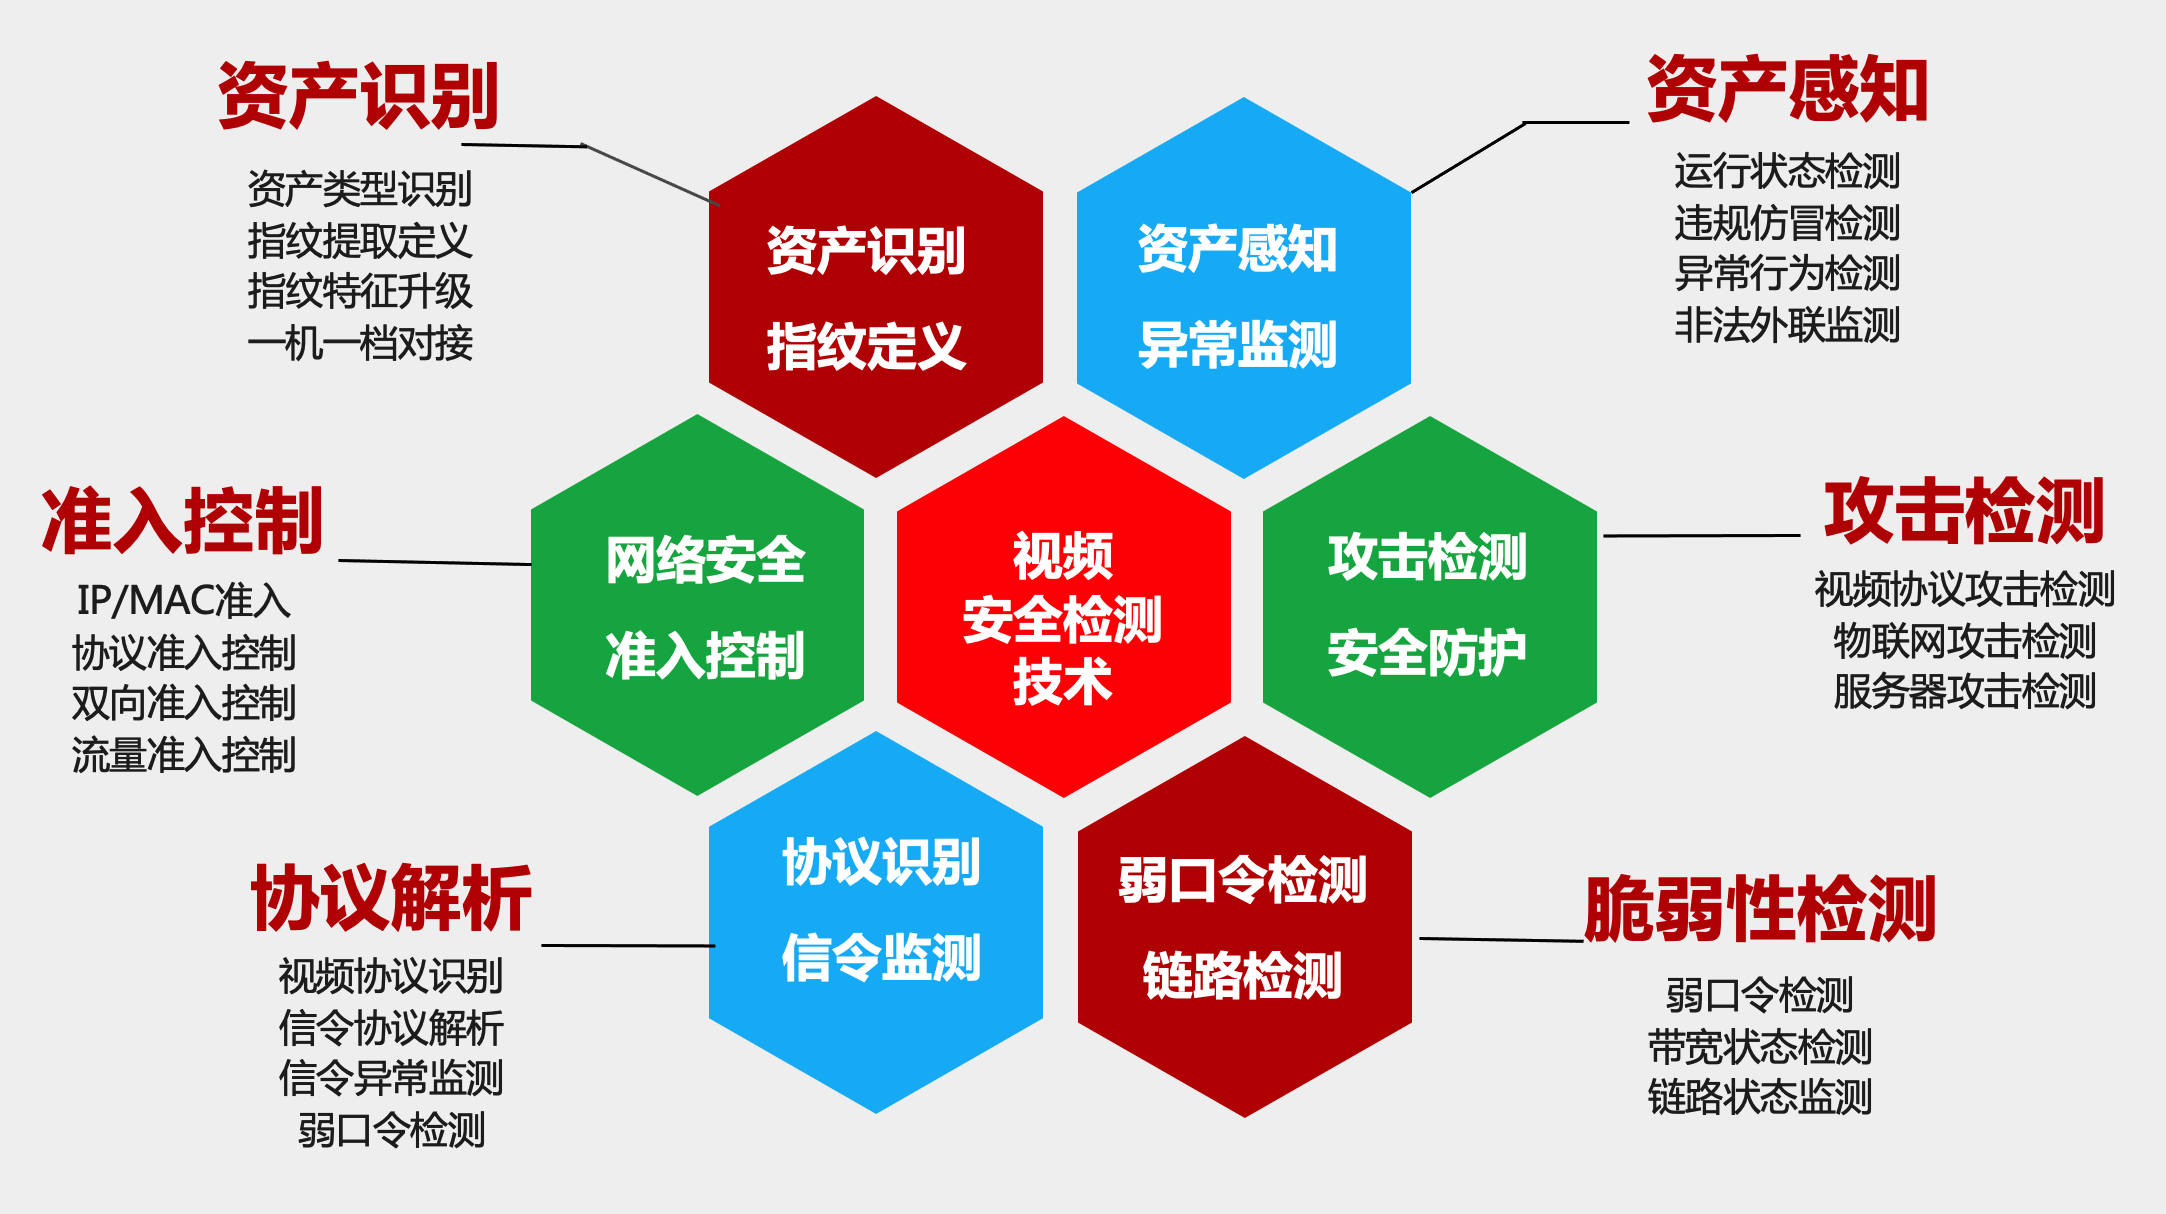 资产识别
资产类型识别
指纹提取定义
指纹特征升级
一机一档对接
资产识别
指纹定义
资产感知
异常监测
资产感知
运行状态检测
违规仿冒检测
异常行为检测
非法外联监测
准入控制
IP/MAC准入
协议准入控制
双向准入控制
流量准入控制
网络安全
准入控制
视频
安全检测
技术
攻击检测
安全防护
攻击检测
视频协议攻击检测
物联网攻击检测
服务器攻击检测
协议解析
视频协议识别
信令协议解析
信令异常监测
弱口令检测
协议识别
信令监测
弱口令检测
链路检测
脆弱性检测
弱口令检测
带宽状态检测
链路状态监测